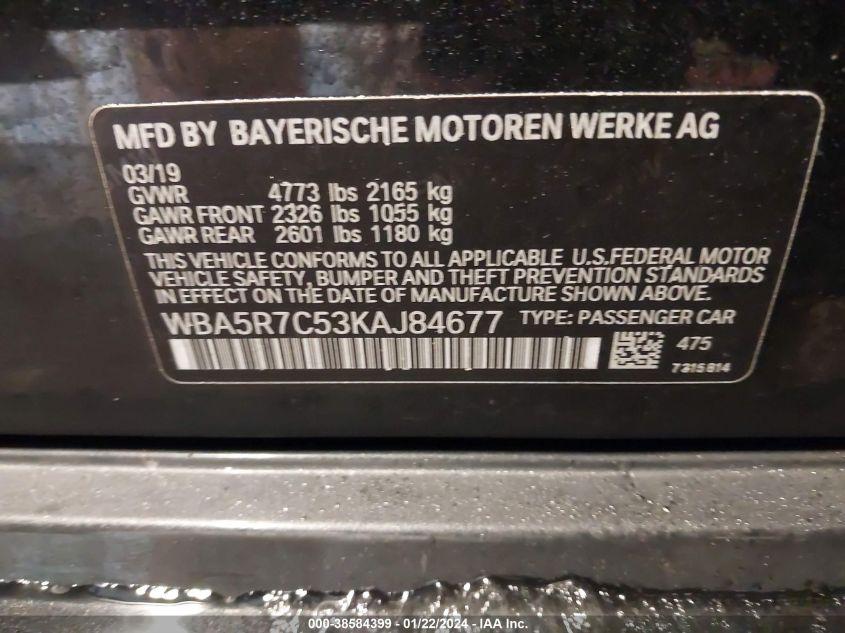 MFD BY BAYERISCHE MOTOREN WERKE AG
03/19
GVWR 4773 lbs 2165 kg
GAWR FRONT 2326 lbs 1055 kg
GAWR REAR 2601 lbs 1180 kg
THIS VEHICLE CONFORMS TO ALL APPLICABLE U.S.FEDERAL MOTOR
VEHICLE SAFETY, BUMPER AND THEFT PREVENTION STANDARDS
IN EFFECT ON THE DATE OF MANUFACTURE SHOWN ABOVE.
WBA5R7C53KAJ84677 TYPE: PASSENGER CAR
475
7315814
000-38584399 - 01/22/2024 - IAA Inc.